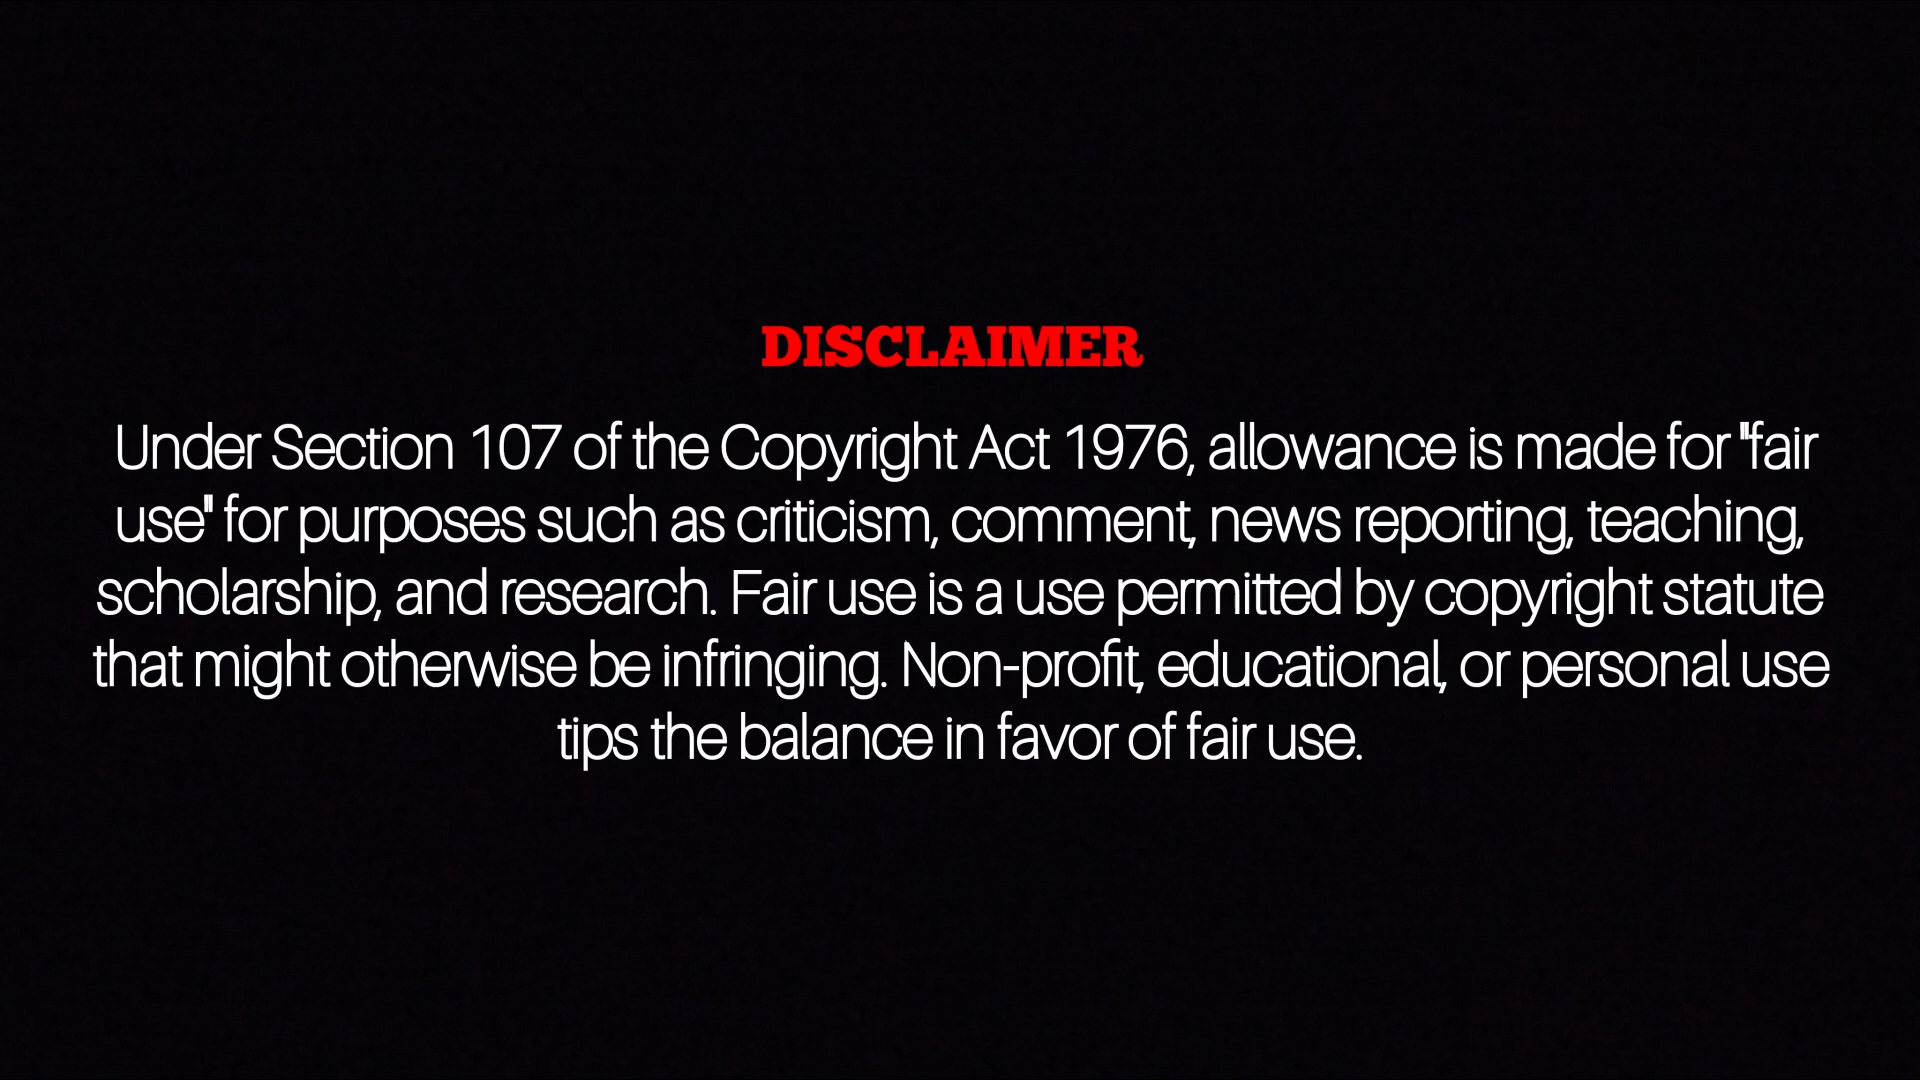 DISCLAIMER
Under Section 107 of the Copyright Act 1976, allowance is made for "fair
use" for purposes such as criticism, comment, news reporting, teaching,
scholarship, and research. Fair use is a use permitted by copyright statute
that might otherwise be infringing. Non-profit, educational, or personal use
tips the balance in favor of fair use.